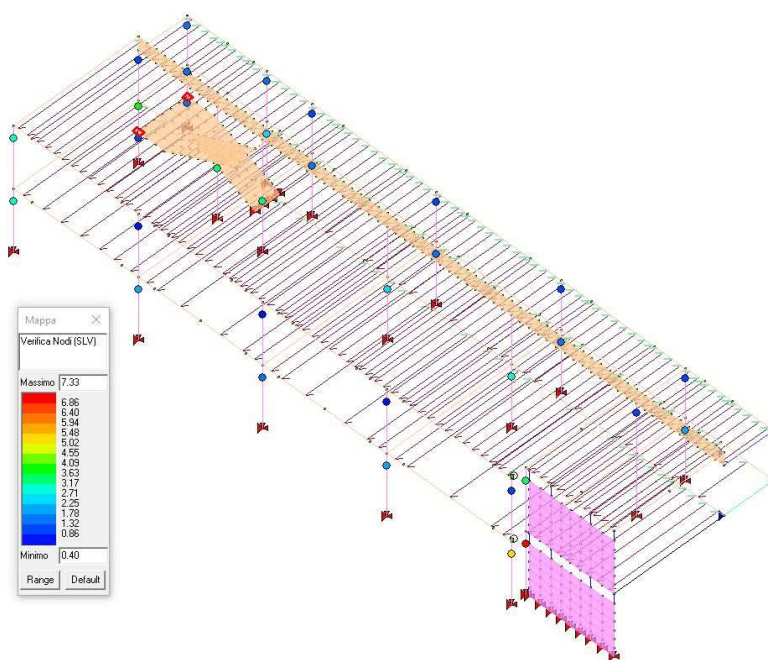 Mappa
Verifica Nodi (SLV)
Massimo 7.33
6.86
6.40
5.94
5.48
5.02
4.55
4.09
3.63
3.17
2.71
2.25
1.78
1.32
0.86
Minimo 0.40
Range Default